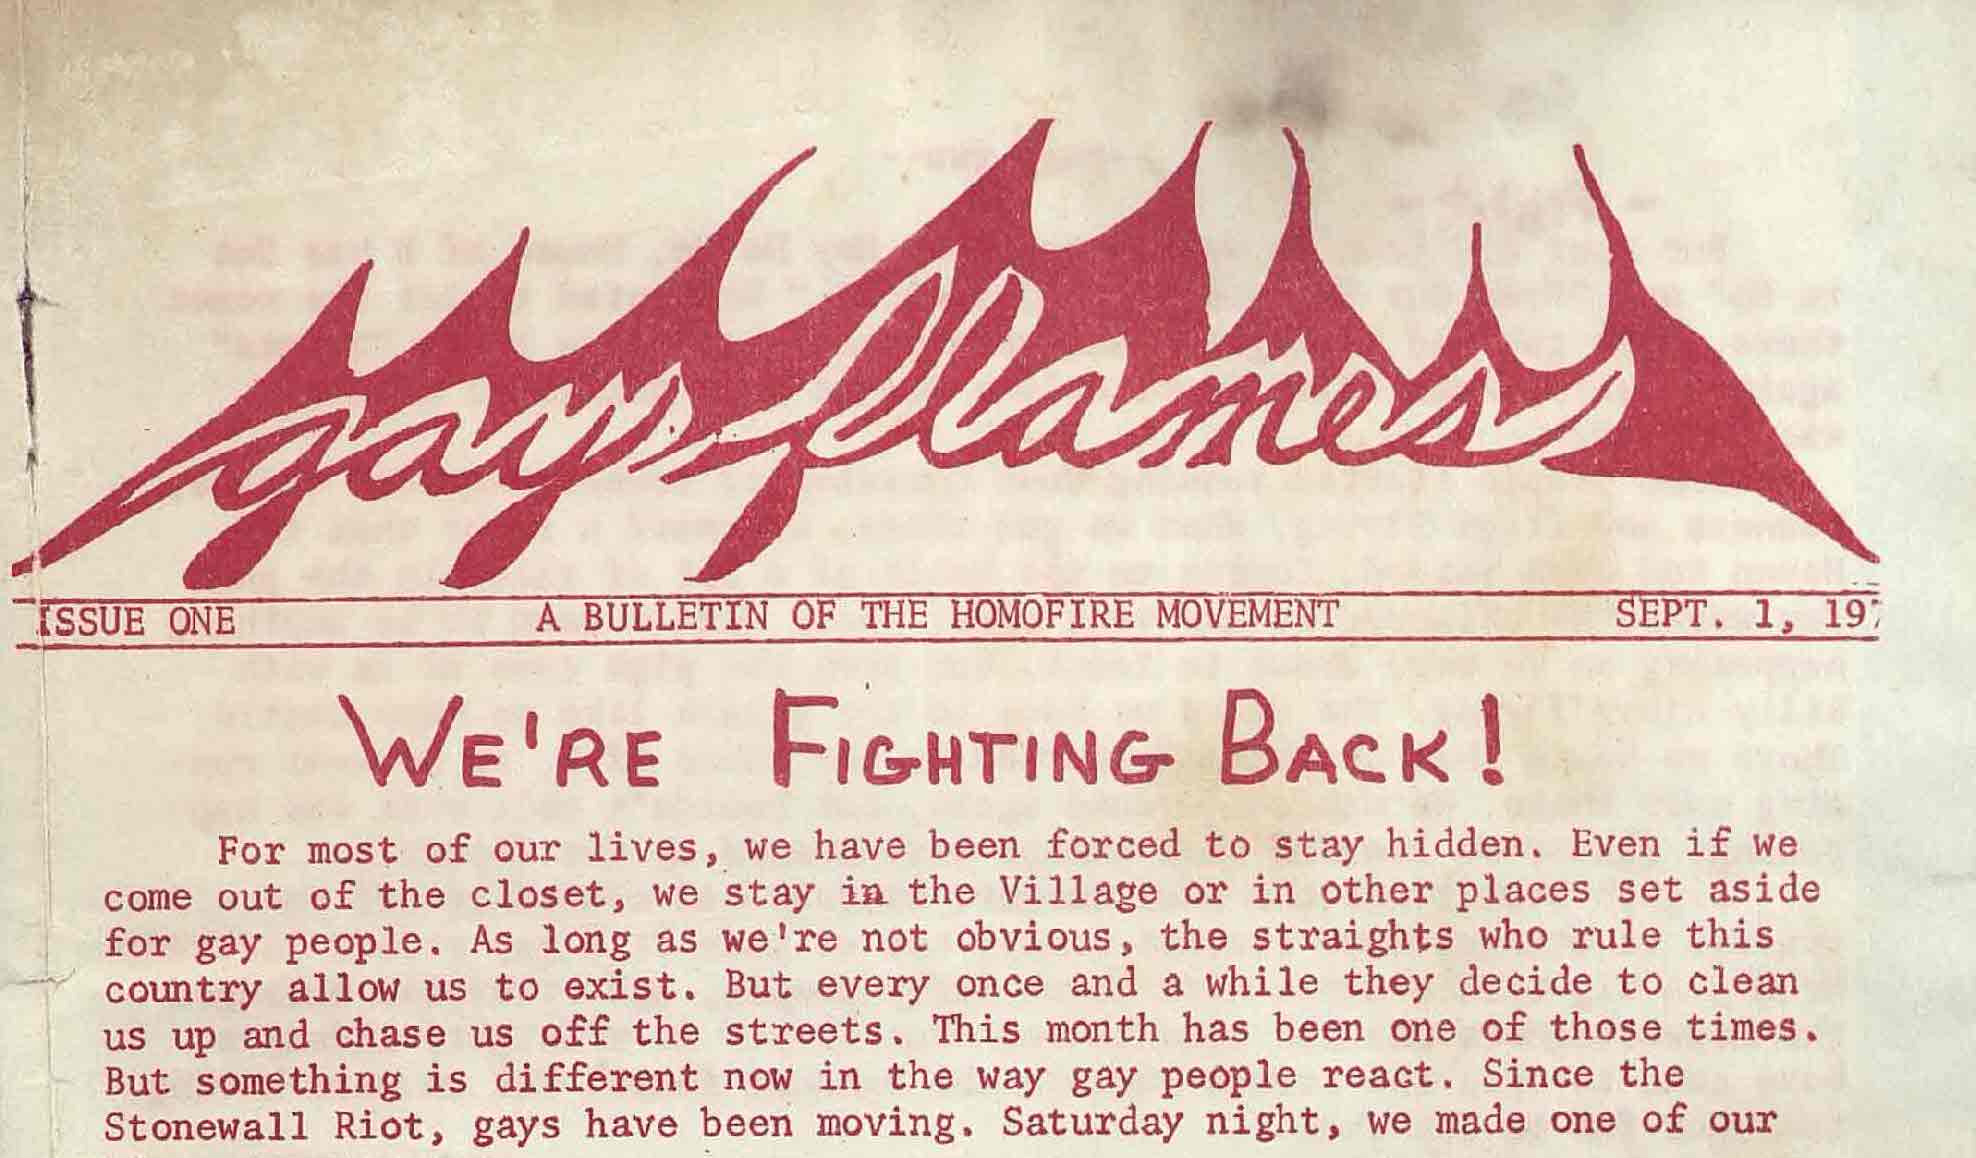 gay flames
ISSUE ONE A BULLETIN OF THE HOMOFIRE MOVEMENT SEPT. 1, 197
WE'RE FIGHTING BACK!
For most of our lives, we have been forced to stay hidden. Even if we
come out of the closet, we stay in the Village or in other places set aside
for gay people. As long as we're not obvious, the straights who rule this
country allow us to exist. But every once and a while they decide to clean
us up and chase us off the streets. This month has been one of those times.
But something is different now in the way gay people react. Since the
Stonewall Riot, gays have been moving. Saturday night, we made one of our